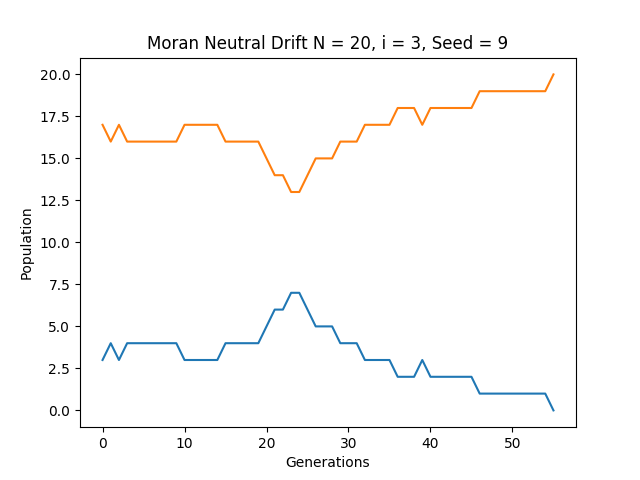 Moran Neutral Drift N = 20, i = 3, Seed = 9
20.0
17.5
15.0
12.5
10.0
7.5
5.0
2.5
0.0
Population
0 10 20 30 40 50
Generations